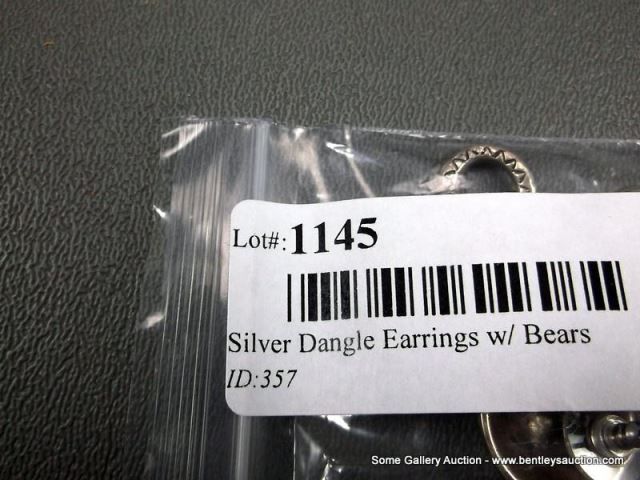 Lot#:1145
Silver Dangle Earrings w/ Bears
ID:357
Some Gallery Auction - www.bentleysauction.com